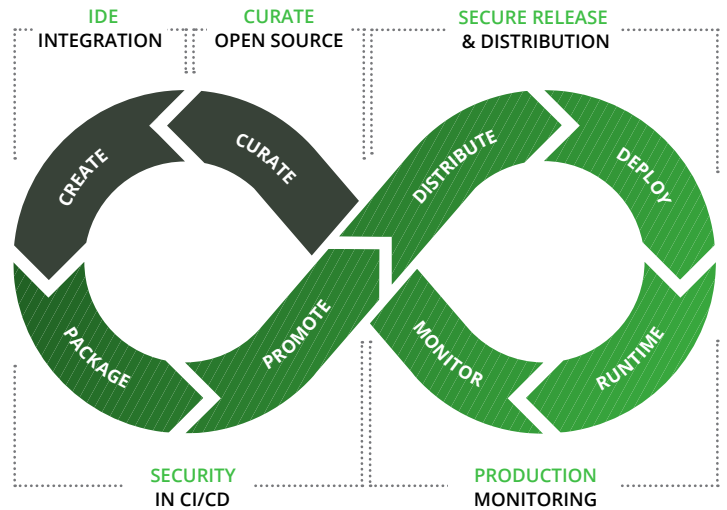 IDE
INTEGRATION
CURATE
OPEN SOURCE
SECURE RELEASE
& DISTRIBUTION
CREATE
CURATE
DISTRIBUTE
DEPLOY
PACKAGE
PROMOTE
MONITOR
RUNTIME
SECURITY
IN CI/CD
PRODUCTION
MONITORING